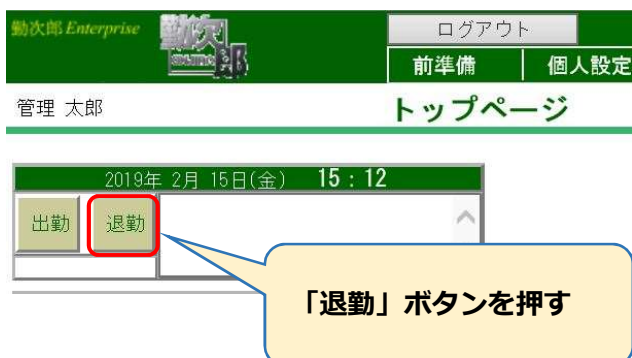 勤次郎 Enterprise
勤次郎
ログアウト
前準備 個人設定
管理 太郎
トップページ
2019年 2月 15日(金) 15:12
出勤 退勤
「退勤」ボタンを押す